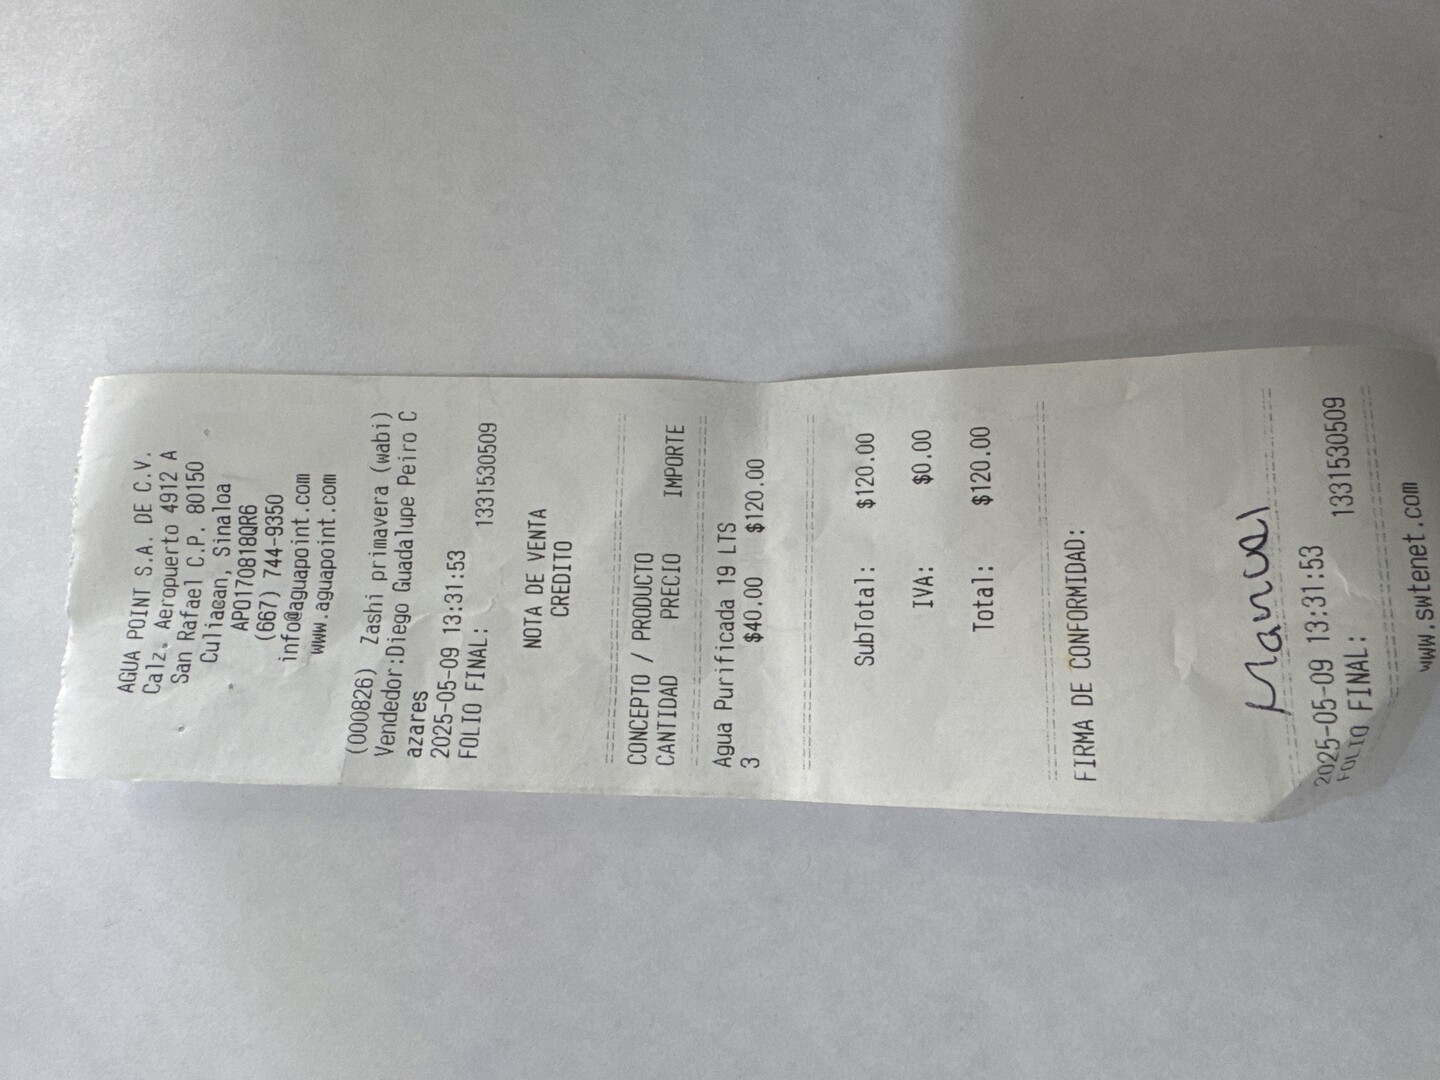 AGUA POINT S.A. DE C.V.
Calz. Aeropuerto 4912 A
San Rafael C.P. 80150
Culiacan, Sinaloa
APO170818QR6
(667) 744-9350
info@aguapoint.com
www.aguapoint.com
(000826) Zashi primavera (wabi)
Vendedor:Diego Guadalupe Peiro C
azares
2025-05-09 13:31:53
FOLIO FINAL: 1331530509
NOTA DE VENTA
CREDITO
CONCEPTO / PRODUCTO
CANTIDAD PRECIO IMPORTE
Agua Purificada 19 LTS
3 $40.00 $120.00
SubTotal: $120.00
IVA: $0.00
Total: $120.00
FIRMA DE CONFORMIDAD:
Manuel
2025-05-09 13:31:53
FOLIO FINAL: 1331530509
www.swtenet.com